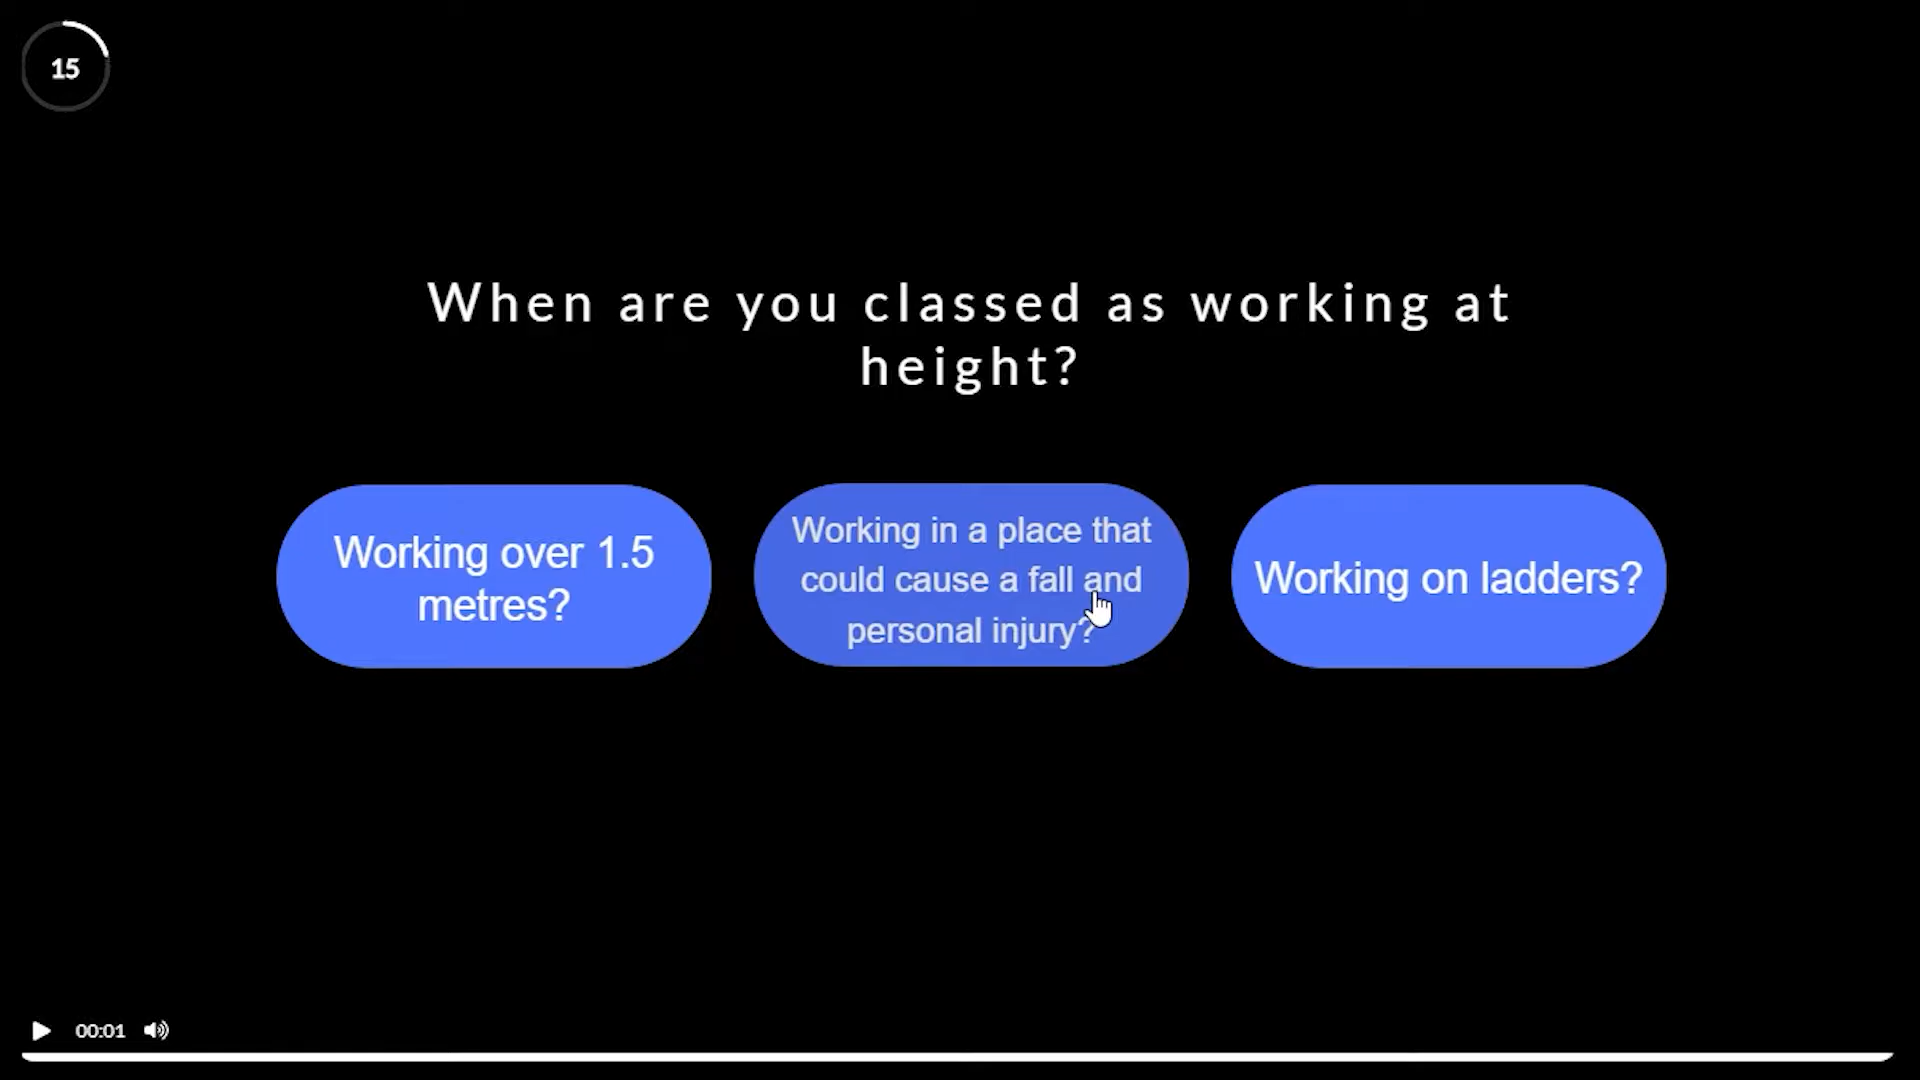 15
When are you classed as working at
height?
Working over 1.5
metres?
Working in a place that
could cause a fall and
personal injury?
Working on ladders?
00:01